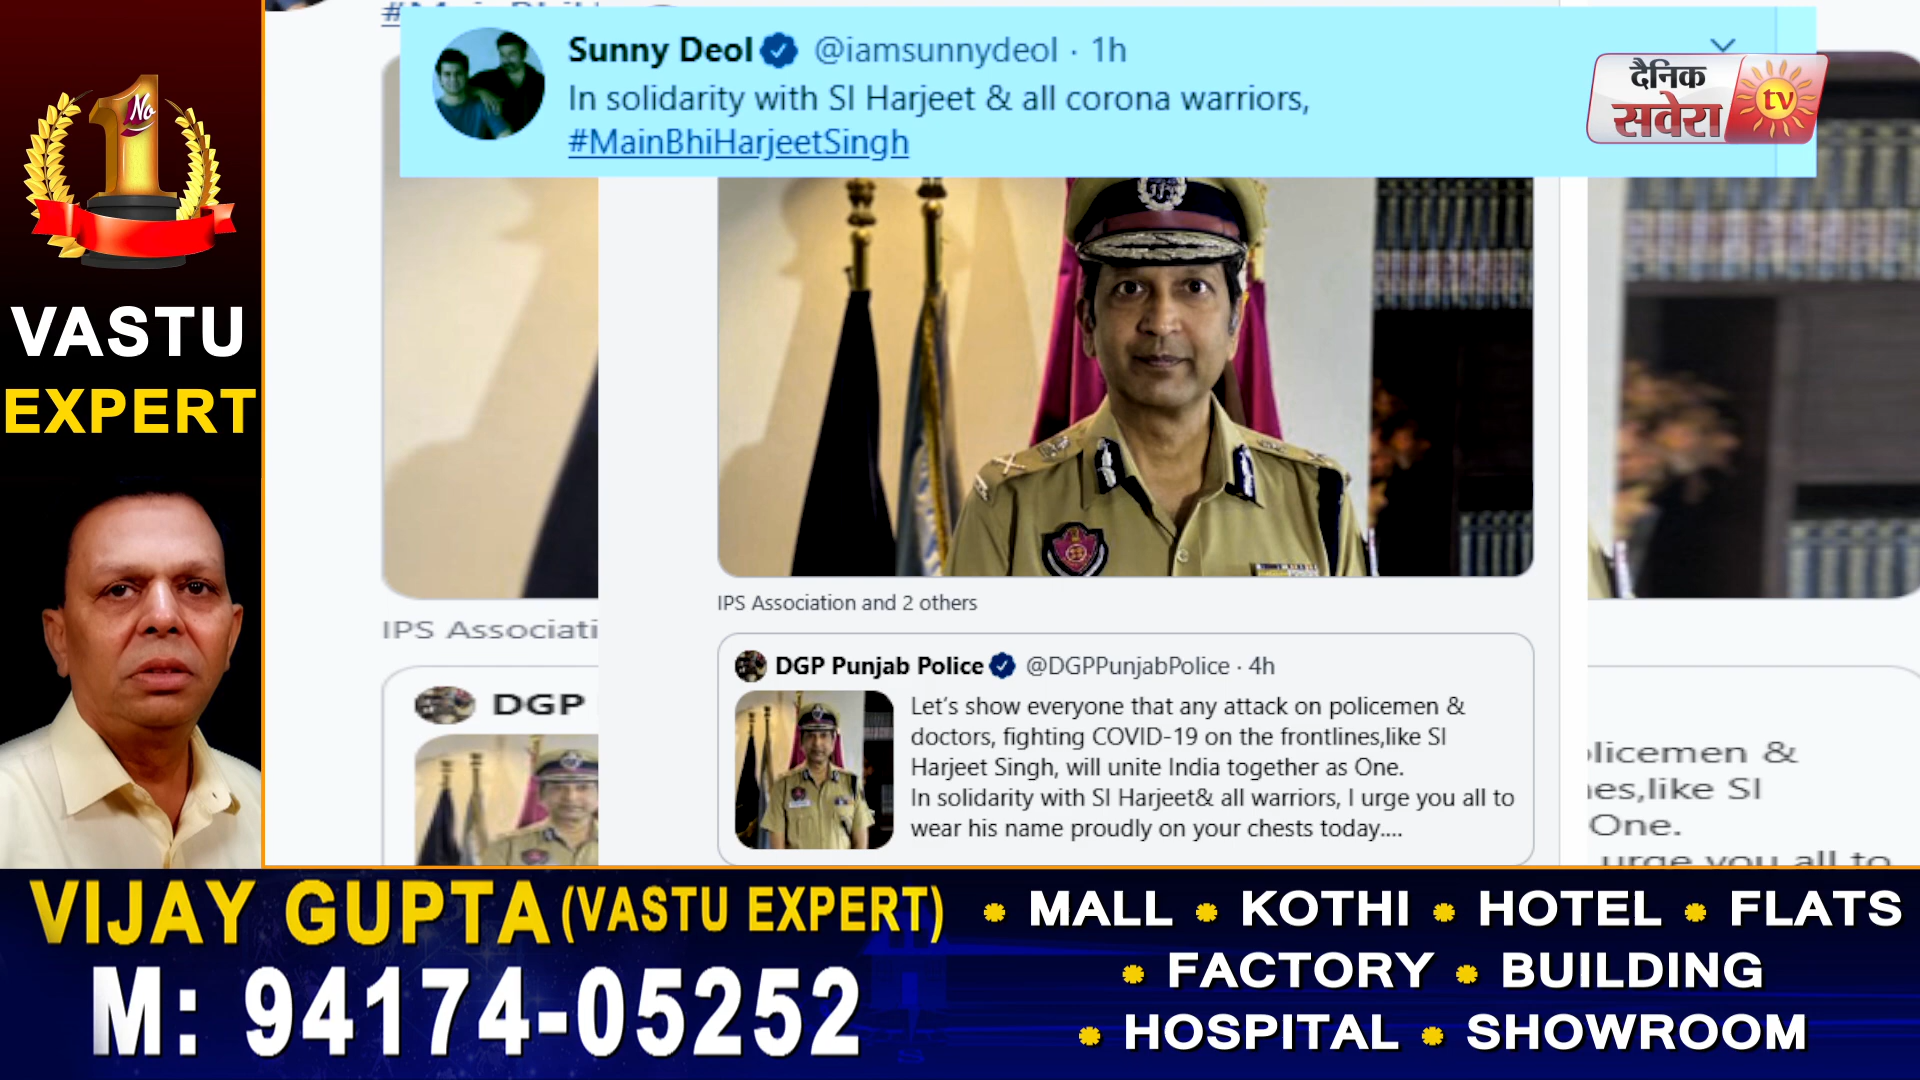 #MainBhiH
Sunny Deol @iamsunnydeol · 1h
In solidarity with SI Harjeet & all corona warriors,
#MainBhiHarjeetSingh
दैनिक
सवेरा tv
No
1
VASTU
EXPERT
IPS Associati
DGP
IPS Association and 2 others
DGP Punjab Police @DGPPunjabPolice · 4h
Let's show everyone that any attack on policemen &
doctors, fighting COVID-19 on the frontlines,like SI
Harjeet Singh, will unite India together as One.
In solidarity with SI Harjeet& all warriors, I urge you all to
wear his name proudly on your chests today....
licemen &
es,like SI
One.
urge you all to
VIJAY GUPTA (VASTU EXPERT)
M: 94174-05252
MALL • KOTHI • HOTEL • FLATS
• FACTORY • BUILDING
• HOSPITAL • SHOWROOM